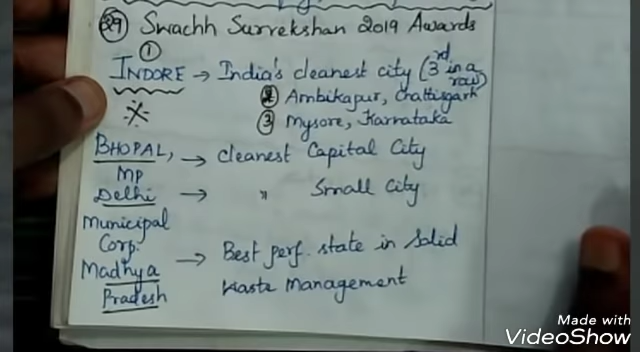 29 Swachh Survekshan 2019 Awards
①
INDORE → India's cleanest city (3rd in a row)
② Ambikapur, Chattisgarh
③ Mysore, Karnataka
BHOPAL, → cleanest Capital City
MP
Delhi → " Small City
Municipal
Corp.
Madhya → Best perf. state in Solid
Pradesh Waste Management
Made with
VideoShow